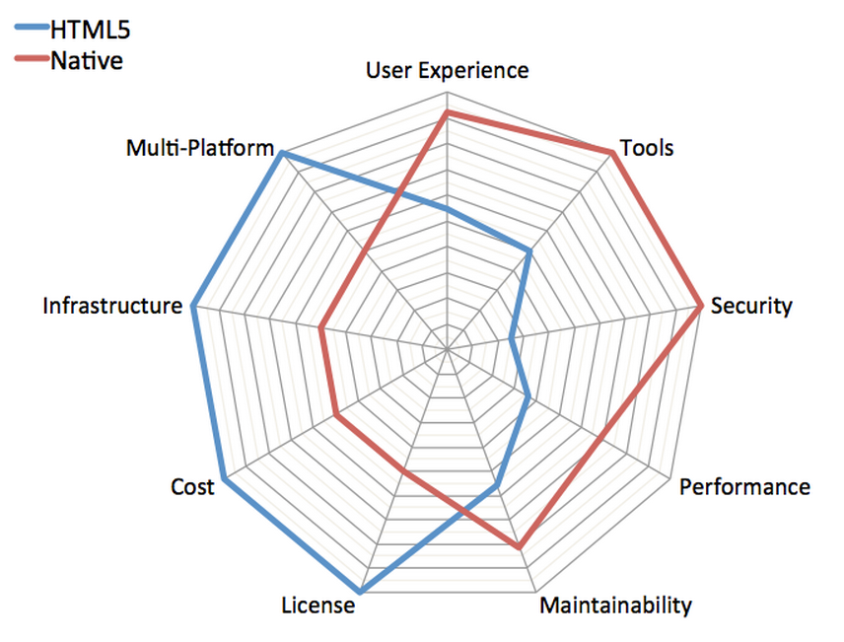 HTML5
Native
User Experience
Multi-Platform
Tools
Infrastructure
Security
Cost
Performance
License
Maintainability